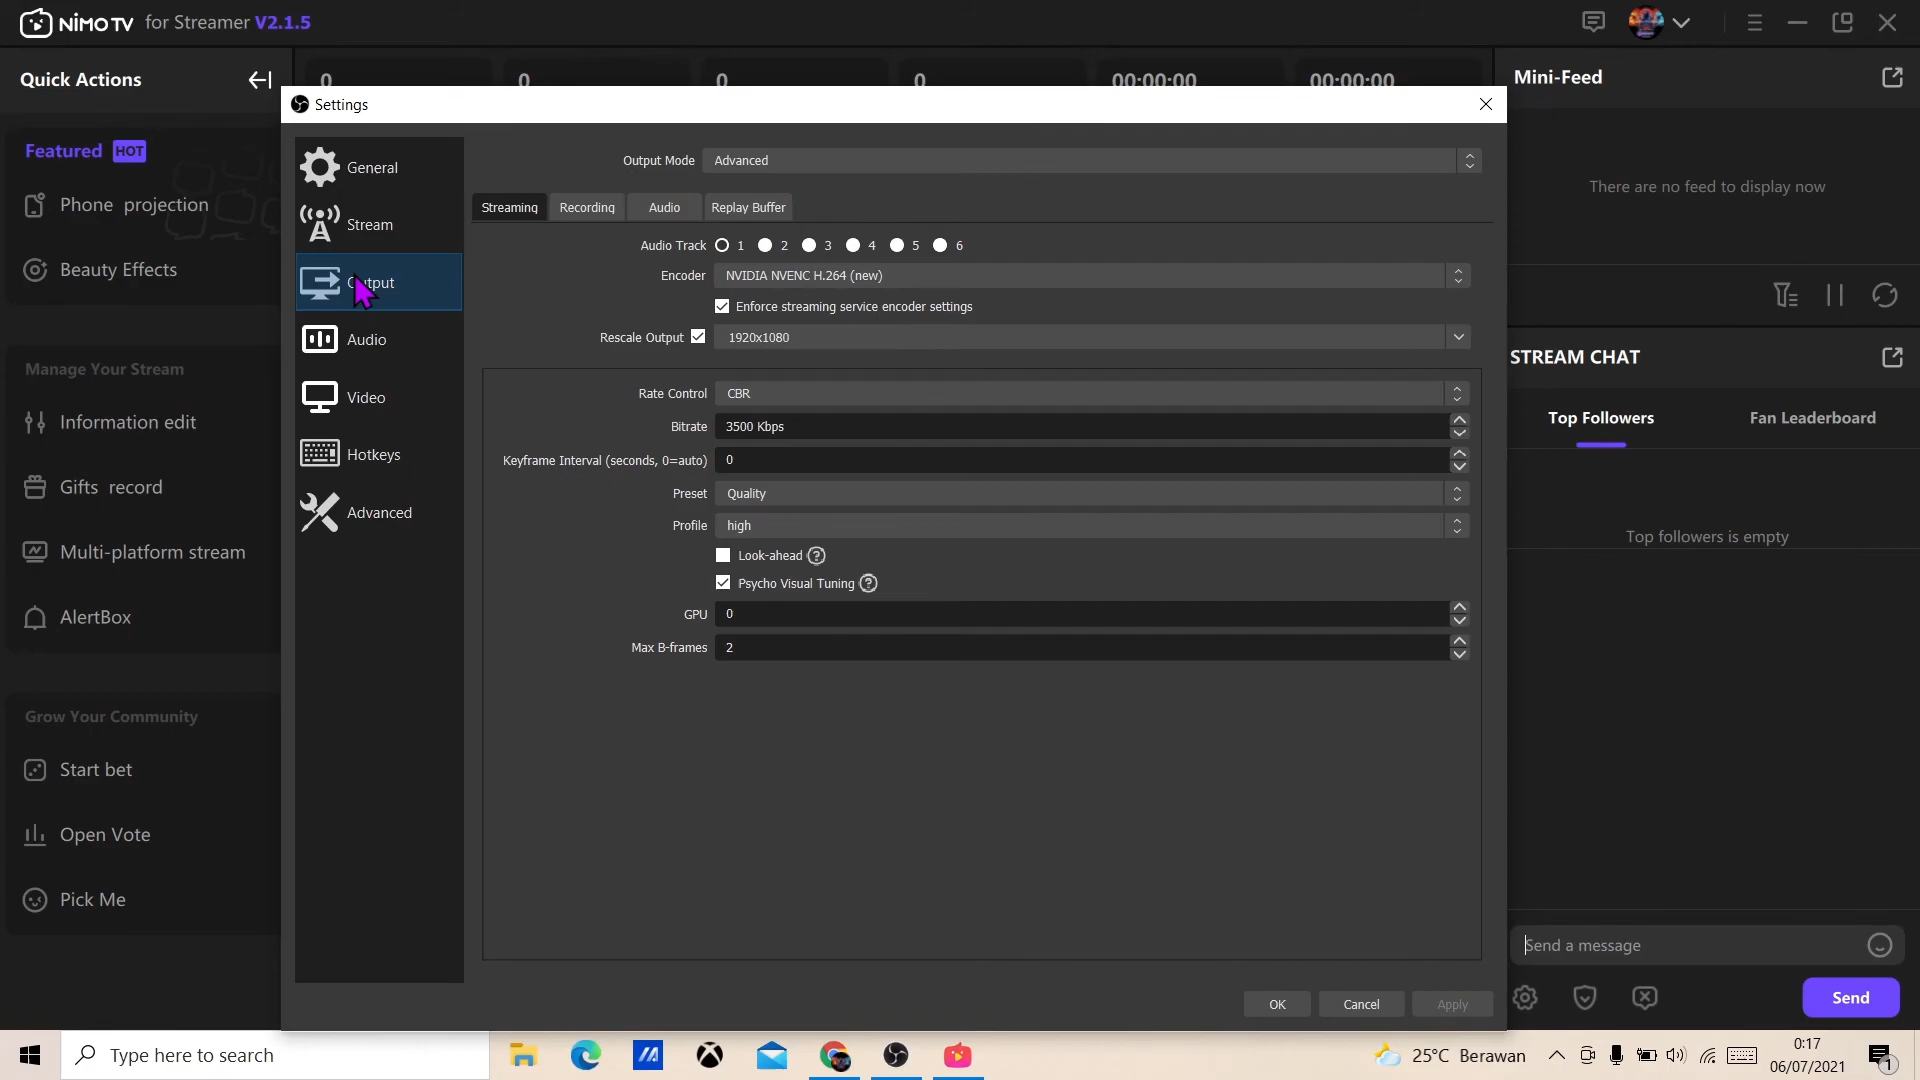 NiMO TV for Streamer V2.1.5
Quick Actions
0 0 0 0 00:00:00 00:00:00
Mini-Feed
Featured HOT
Phone projection
Beauty Effects
Manage Your Stream
Information edit
Gifts record
Multi-platform stream
AlertBox
Grow Your Community
Start bet
Open Vote
Pick Me
Settings
General
Stream
Output
Audio
Video
Hotkeys
Advanced
Output Mode Advanced
Streaming Recording Audio Replay Buffer
Audio Track 1 2 3 4 5 6
Encoder NVIDIA NVENC H.264 (new)
Enforce streaming service encoder settings
Rescale Output 1920x1080
Rate Control CBR
Bitrate 3500 Kbps
Keyframe Interval (seconds, 0=auto) 0
Preset Quality
Profile high
Look-ahead ?
Psycho Visual Tuning ?
GPU 0
Max B-frames 2
OK Cancel Apply
There are no feed to display now
STREAM CHAT
Top Followers Fan Leaderboard
Top followers is empty
Send a message
Send
Type here to search
25°C Berawan
0:17
06/07/2021
1